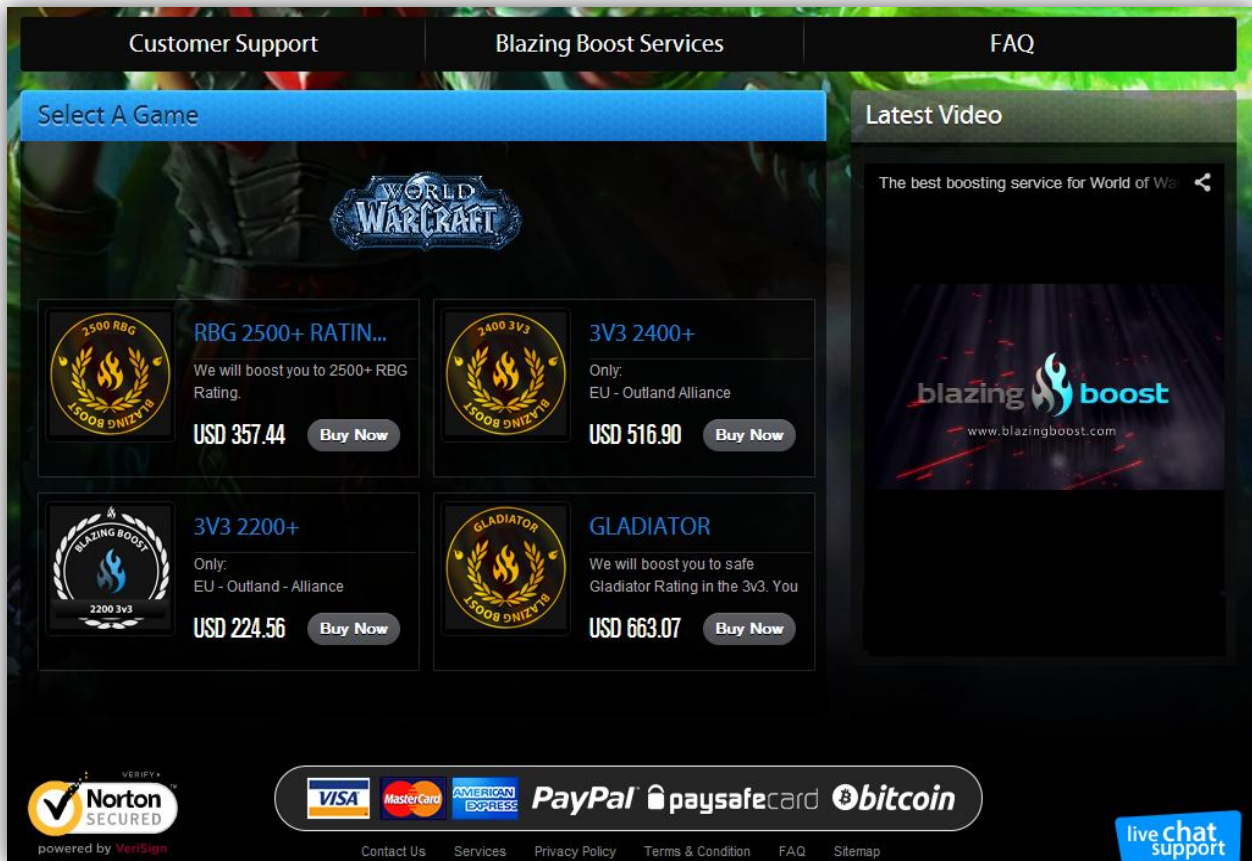 Customer Support
Blazing Boost Services
FAQ
Select A Game
Latest Video
WORLD
WARCRAFT
The best boosting service for World of Wa
blazing boost
www.blazingboost.com
2500 RBG
BLAZING BOOST
RBG 2500+ RATIN...
We will boost you to 2500+ RBG
Rating.
USD 357.44
Buy Now
2400 3V3
BLAZING BOOST
3V3 2400+
Only:
EU - Outland Alliance
USD 516.90
Buy Now
BLAZING BOOST
2200 3v3
3V3 2200+
Only:
EU - Outland - Alliance
USD 224.56
Buy Now
GLADIATOR
BLAZING BOOST
GLADIATOR
We will boost you to safe
Gladiator Rating in the 3v3. You
USD 663.07
Buy Now
VERIFY
Norton
SECURED
TM
powered by VeriSign
VISA
MasterCard
AMERICAN
EXPRESS
PayPal
paysafecard
bitcoin
Contact Us
Services
Privacy Policy
Terms & Condition
FAQ
Sitemap
live chat
support